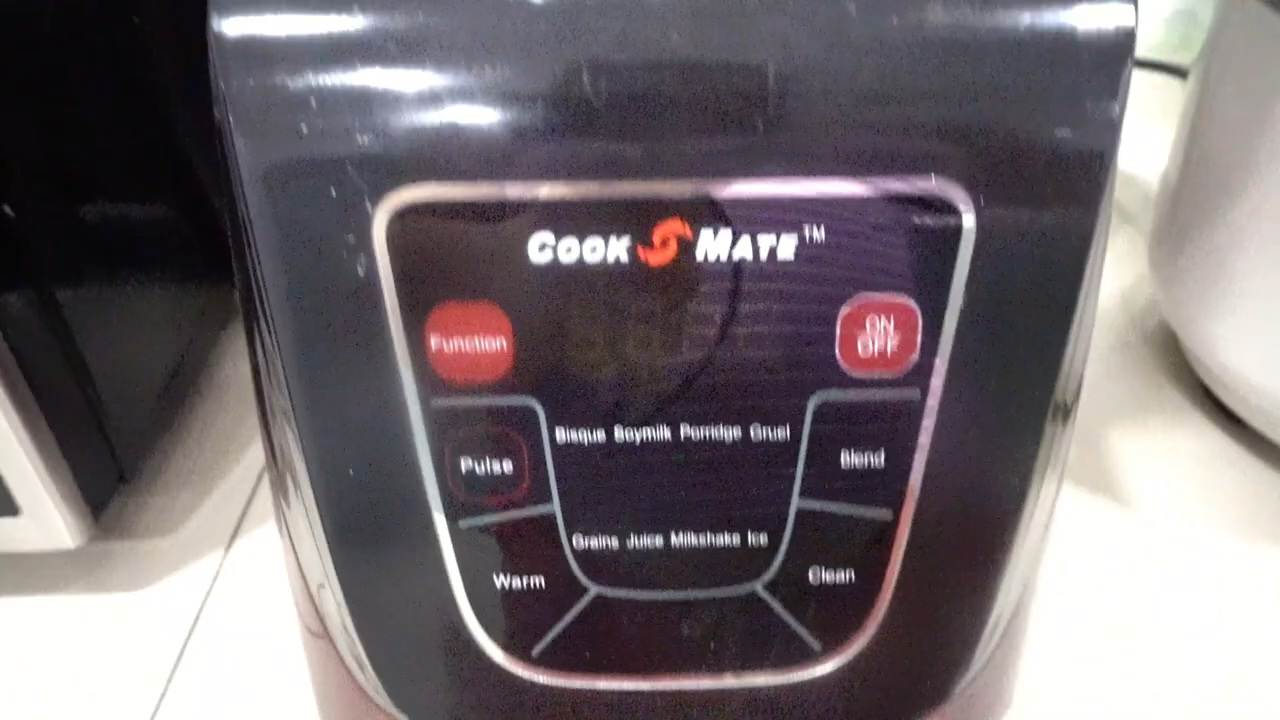 COOK MATE™
Function
ON
OFF
Bisque Soymilk Porridge Gruel
Pulse
Blend
Grains Juice Milkshake Ice
Warm
Clean